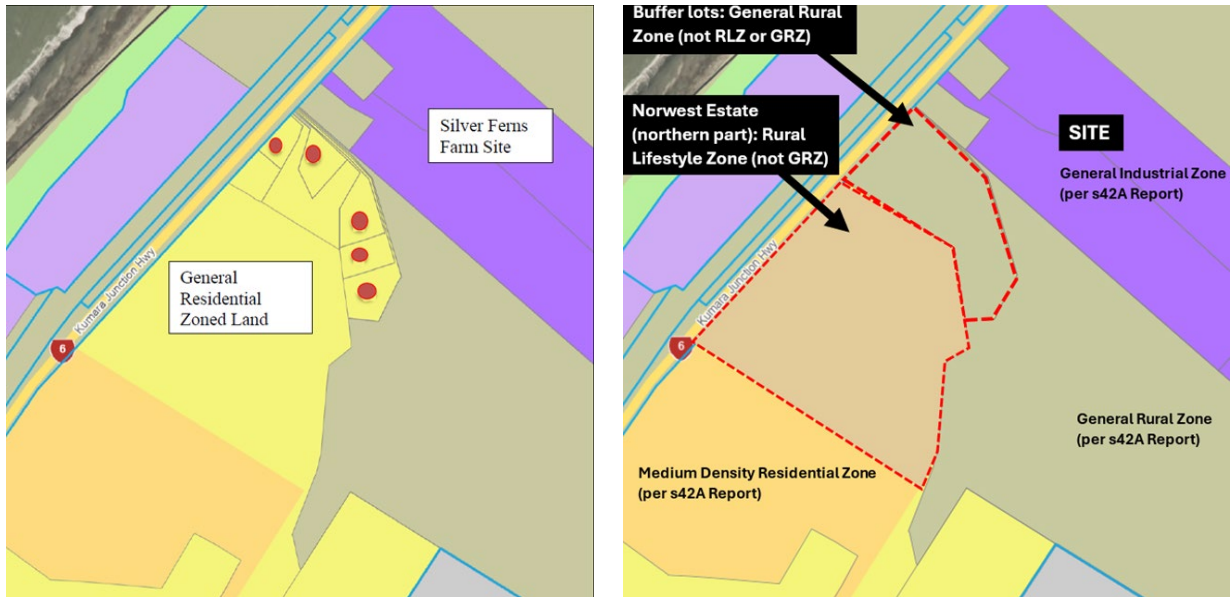 Silver Ferns
Farm Site
General
Residential
Zoned Land
Kumara Junction Hwy
6
Buffer lots: General Rural
Zone (not RLZ or GRZ)
Norwest Estate
(northern part): Rural
Lifestyle Zone (not GRZ)
SITE
General Industrial Zone
(per s42A Report)
Kumara Junction Hwy
6
General Rural Zone
(per s42A Report)
Medium Density Residential Zone
(per s42A Report)